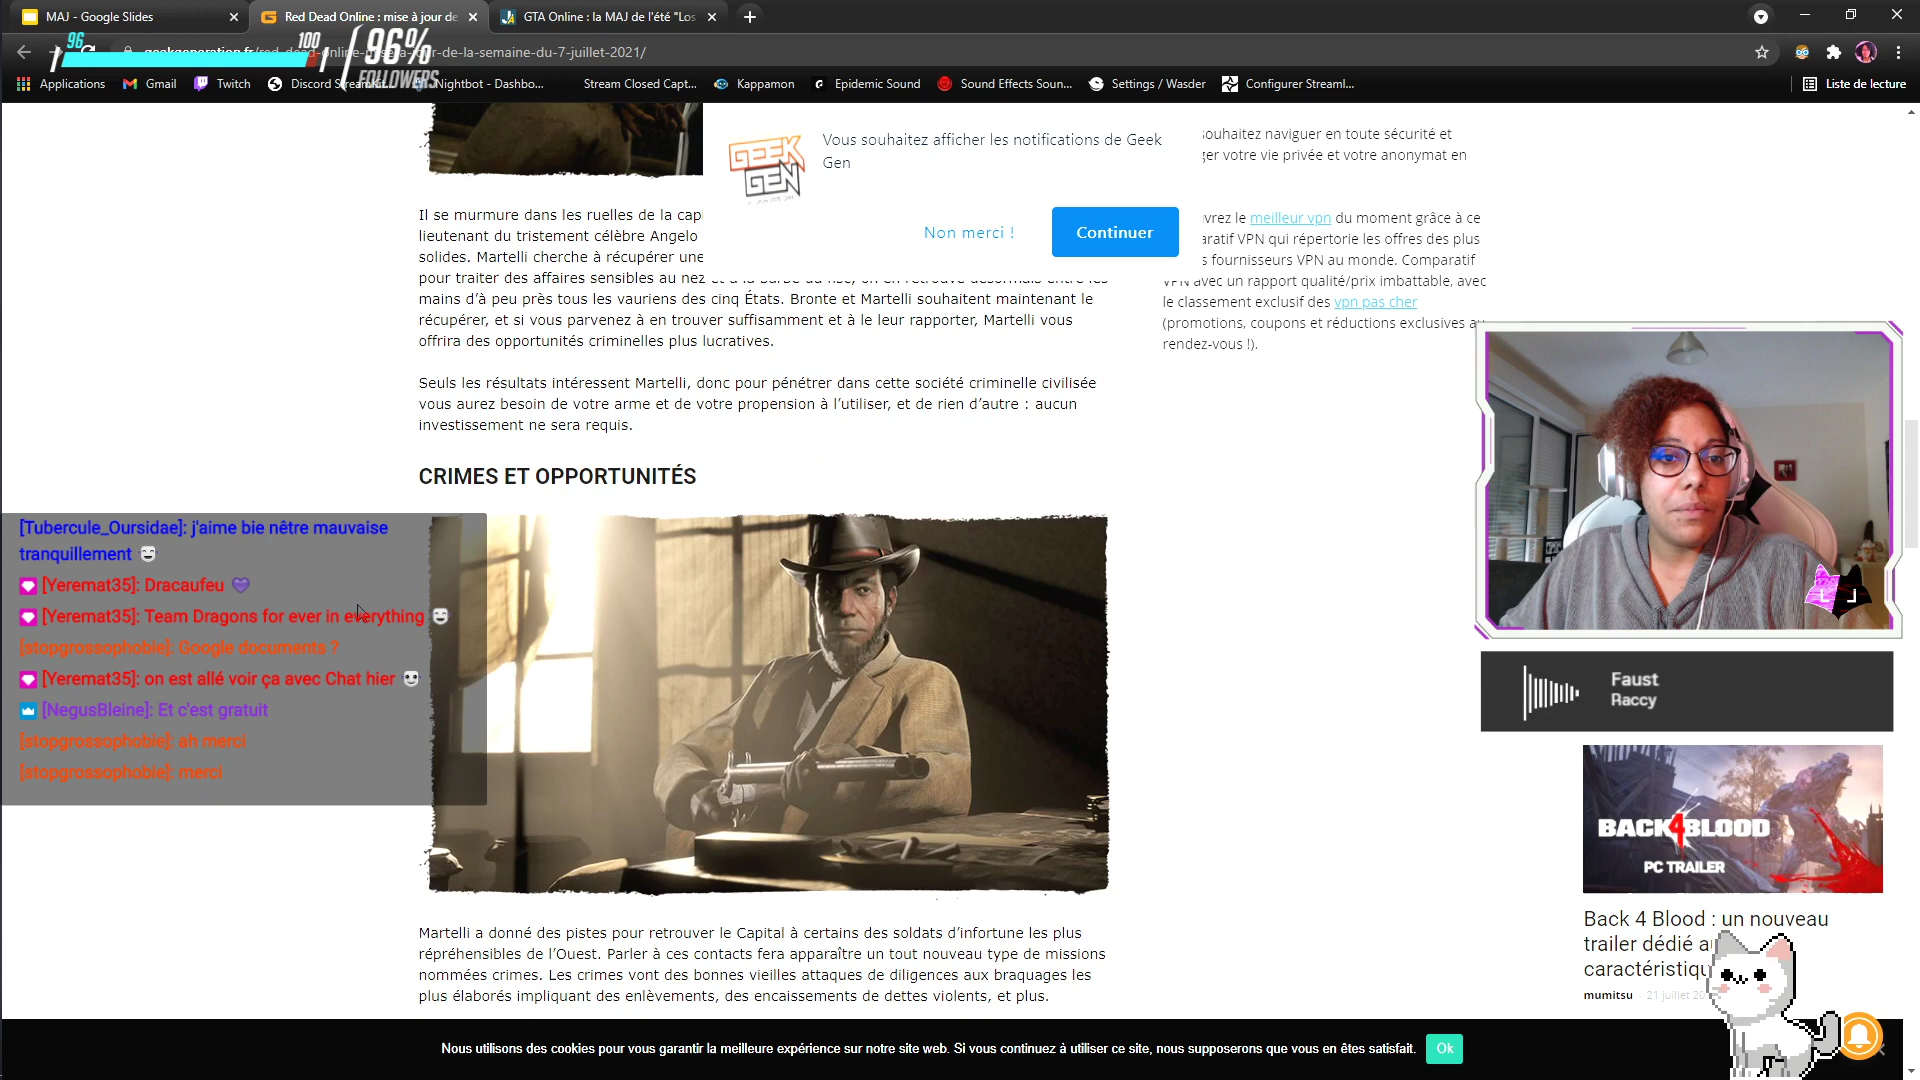 MAJ - Google Slides
Red Dead Online : mise à jour de
GTA Online : la MAJ de l'été "Los
96
100
96%
FOLLOWERS
geekgeneration.fr/red-dead-online-mise-a-jour-de-la-semaine-du-7-juillet-2021/
Applications
Gmail
Twitch
Discord StreamKit...
Nightbot - Dashbo...
Stream Closed Capt...
Kappamon
Epidemic Sound
Sound Effects Soun...
Settings / Wasder
Configurer Streaml...
Liste de lecture
GEEK
GEN
Vous souhaitez afficher les notifications de Geek
Gen
Non merci !
Continuer
souhaitez naviguer en toute sécurité et
ger votre vie privée et votre anonymat en
vrez le meilleur vpn du moment grâce à ce
aratif VPN qui répertorie les offres des plus
s fournisseurs VPN au monde. Comparatif
VPN avec un rapport qualité/prix imbattable, avec
le classement exclusif des vpn pas cher
(promotions, coupons et réductions exclusives au
rendez-vous !).
Il se murmure dans les ruelles de la cap
lieutenant du tristement célèbre Angelo
solides. Martelli cherche à récupérer une
pour traiter des affaires sensibles au nez et à la barbe du fisc, on en retrouve désormais entre les
mains d'à peu près tous les vauriens des cinq États. Bronte et Martelli souhaitent maintenant le
récupérer, et si vous parvenez à en trouver suffisamment et à le leur rapporter, Martelli vous
offrira des opportunités criminelles plus lucratives.
Seuls les résultats intéressent Martelli, donc pour pénétrer dans cette société criminelle civilisée
vous aurez besoin de votre arme et de votre propension à l'utiliser, et de rien d'autre : aucun
investissement ne sera requis.
CRIMES ET OPPORTUNITÉS
[Tubercule_Oursidae]: j'aime bie nêtre mauvaise
tranquillement
[Yeremat35]: Dracaufeu
[Yeremat35]: Team Dragons for ever in everything
[stopgrossophobie]: Google documents ?
[Yeremat35]: on est allé voir ça avec Chat hier
[NegusBleine]: Et c'est gratuit
[stopgrossophobie]: ah merci
[stopgrossophobie]: merci
Faust
Raccy
BACK 4 BLOOD
PC TRAILER
Back 4 Blood : un nouveau
trailer dédié a
caractéristiqu
mumitsu 21 juillet 20
Martelli a donné des pistes pour retrouver le Capital à certains des soldats d'infortune les plus
répréhensibles de l'Ouest. Parler à ces contacts fera apparaître un tout nouveau type de missions
nommées crimes. Les crimes vont des bonnes vieilles attaques de diligences aux braquages les
plus élaborés impliquant des enlèvements, des encaissements de dettes violents, et plus.
Nous utilisons des cookies pour vous garantir la meilleure expérience sur notre site web. Si vous continuez à utiliser ce site, nous supposerons que vous en êtes satisfait.
Ok